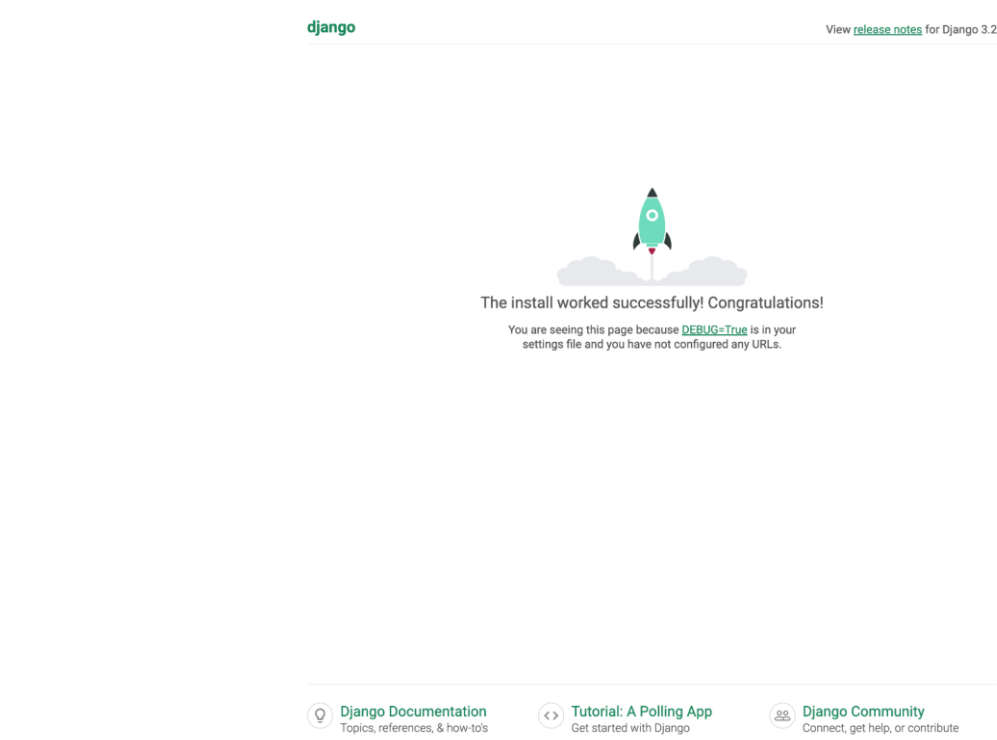 django
View release notes for Django 3.2
The install worked successfully! Congratulations!
You are seeing this page because DEBUG=True is in your
settings file and you have not configured any URLs.
Django Documentation
Topics, references, & how-to's
Tutorial: A Polling App
Get started with Django
Django Community
Connect, get help, or contribute